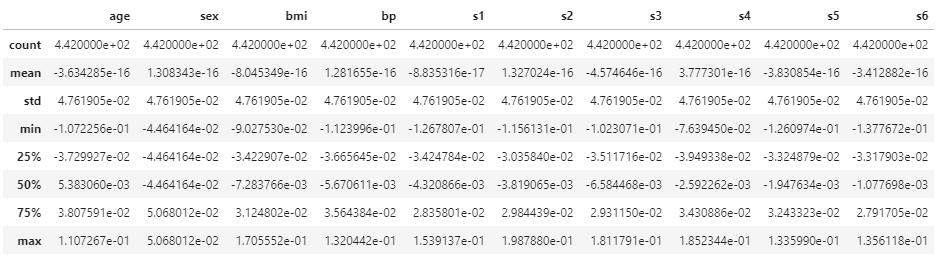 age sex bmi bp s1 s2 s3 s4 s5 s6
count 4.420000e+02 4.420000e+02 4.420000e+02 4.420000e+02 4.420000e+02 4.420000e+02 4.420000e+02 4.420000e+02 4.420000e+02 4.420000e+02
mean -3.634285e-16 1.308343e-16 -8.045349e-16 1.281655e-16 -8.835316e-17 1.327024e-16 -4.574646e-16 3.777301e-16 -3.830854e-16 -3.412882e-16
std 4.761905e-02 4.761905e-02 4.761905e-02 4.761905e-02 4.761905e-02 4.761905e-02 4.761905e-02 4.761905e-02 4.761905e-02 4.761905e-02
min -1.072256e-01 -4.464164e-02 -9.027530e-02 -1.123996e-01 -1.267807e-01 -1.156131e-01 -1.023071e-01 -7.639450e-02 -1.260974e-01 -1.377672e-01
25% -3.729927e-02 -4.464164e-02 -3.422907e-02 -3.665645e-02 -3.424784e-02 -3.035840e-02 -3.511716e-02 -3.949338e-02 -3.324879e-02 -3.317903e-02
50% 5.383060e-03 -4.464164e-02 -7.283766e-03 -5.670611e-03 -4.320866e-03 -3.819065e-03 -6.584468e-03 -2.592262e-03 -1.947634e-03 -1.077698e-03
75% 3.807591e-02 5.068012e-02 3.124802e-02 3.564384e-02 2.835801e-02 2.984439e-02 2.931150e-02 3.430886e-02 3.243323e-02 2.791705e-02
max 1.107267e-01 5.068012e-02 1.705552e-01 1.320442e-01 1.539137e-01 1.987880e-01 1.811791e-01 1.852344e-01 1.335990e-01 1.356118e-01